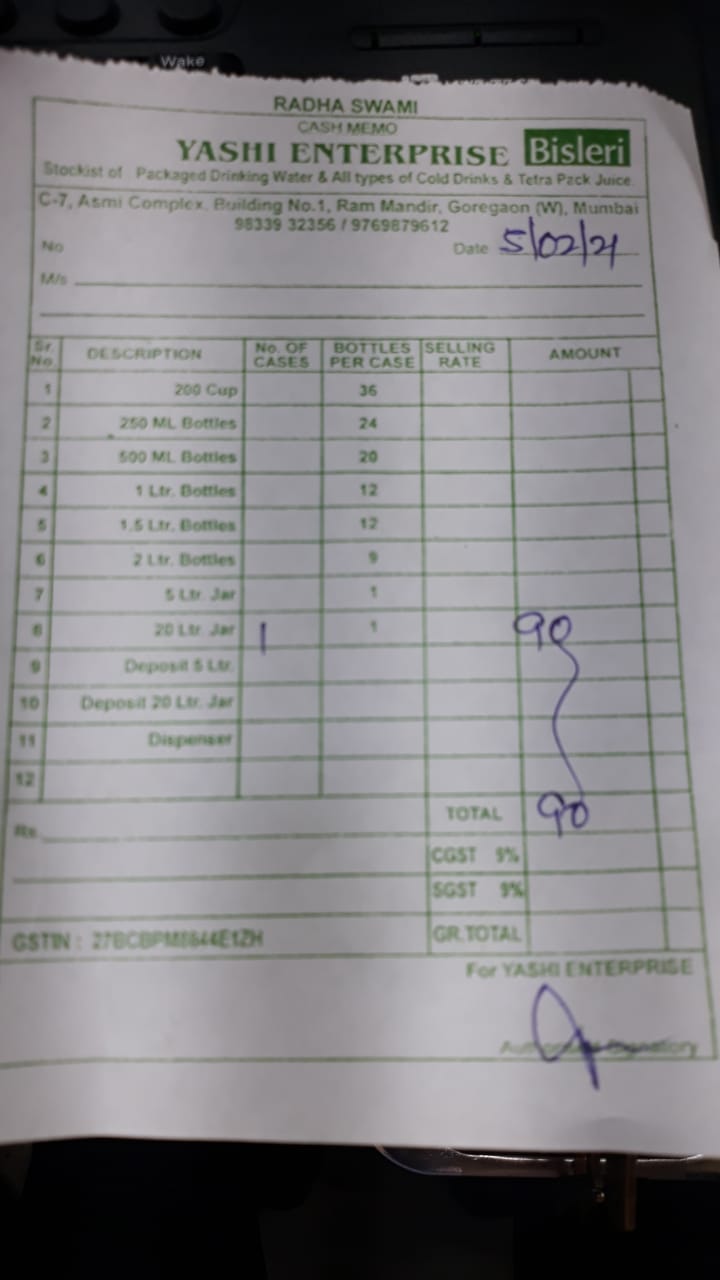 Wake
RADHA SWAMI
CASH MEMO
YASHI ENTERPRISE Bisleri
Stockist of : Packaged Drinking Water & All types of Cold Drinks & Tetra Pack Juice.
C-7, Asmi Complex, Building No.1, Ram Mandir, Goregaon (W), Mumbai
98339 32356 / 9769879612
No Date 5/02/21
M/s
Sr. No. DESCRIPTION No. OF CASES BOTTLES PER CASE SELLING RATE AMOUNT
1 200 Cup 36
2 250 ML Bottles 24
3 500 ML Bottles 20
4 1 Ltr. Bottles 12
5 1.5 Ltr. Bottles 12
6 2 Ltr. Bottles 9
7 5 Ltr. Jar 1
8 20 Ltr. Jar 1 1 90
9 Deposit 5 Ltr.
10 Deposit 20 Ltr. Jar
11 Dispenser
12
TOTAL 90
Rs.
CGST 9%
SGST 9%
GSTIN : 27BCBPM8644E1ZH GR.TOTAL
For YASHI ENTERPRISE
Authorised Signatory